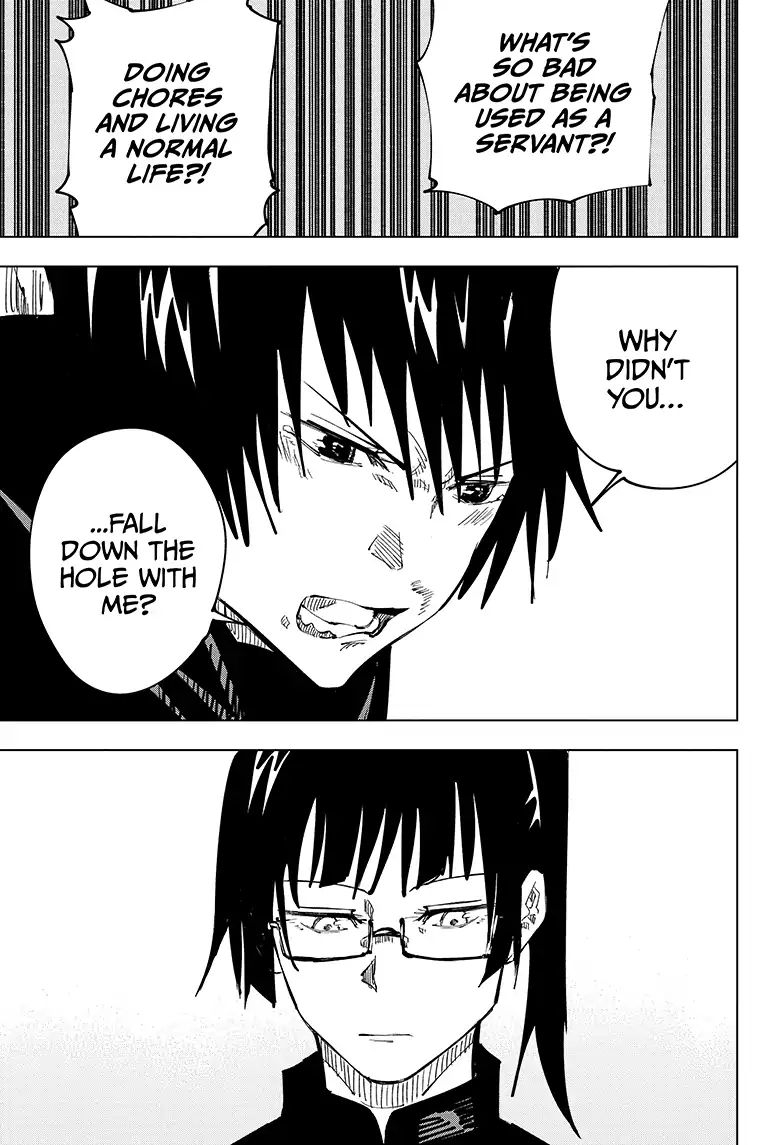 WHAT'S
SO BAD
ABOUT BEING
USED AS A
SERVANT?!
DOING
CHORES
AND LIVING
A NORMAL
LIFE?!
WHY
DIDN'T
YOU...
...FALL
DOWN THE
HOLE WITH
ME?